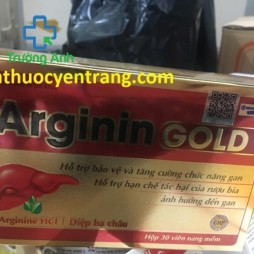 Trường Anh
nthuocyentrang.com
Arginin GOLD
Hỗ trợ bảo vệ và tăng cường chức năng gan
Hỗ trợ hạn chế tác hại của rượu bia
ảnh hưởng đến gan
Arginine HCl
Diệp hạ châu
GMP
Hộp 30 viên nang mềm